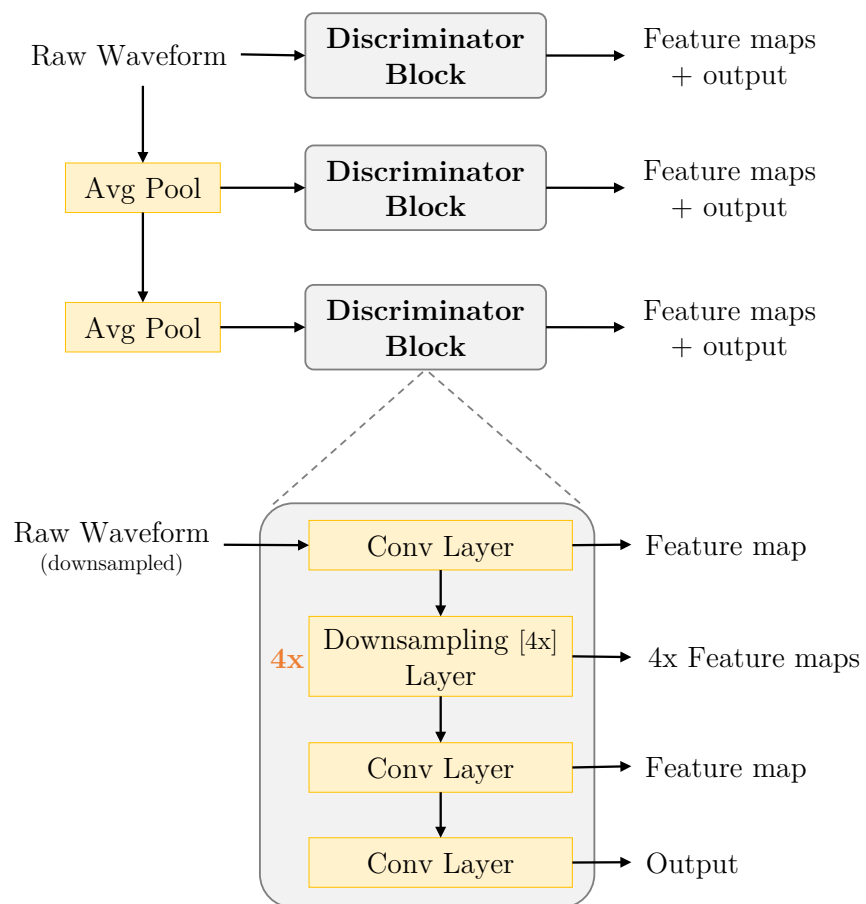 Raw Waveform
Discriminator
Block
Feature maps
+ output
Avg Pool
Discriminator
Block
Feature maps
+ output
Avg Pool
Discriminator
Block
Feature maps
+ output
Raw Waveform
(downsampled)
Conv Layer
Feature map
4x
Downsampling [4x]
Layer
4x Feature maps
Conv Layer
Feature map
Conv Layer
Output